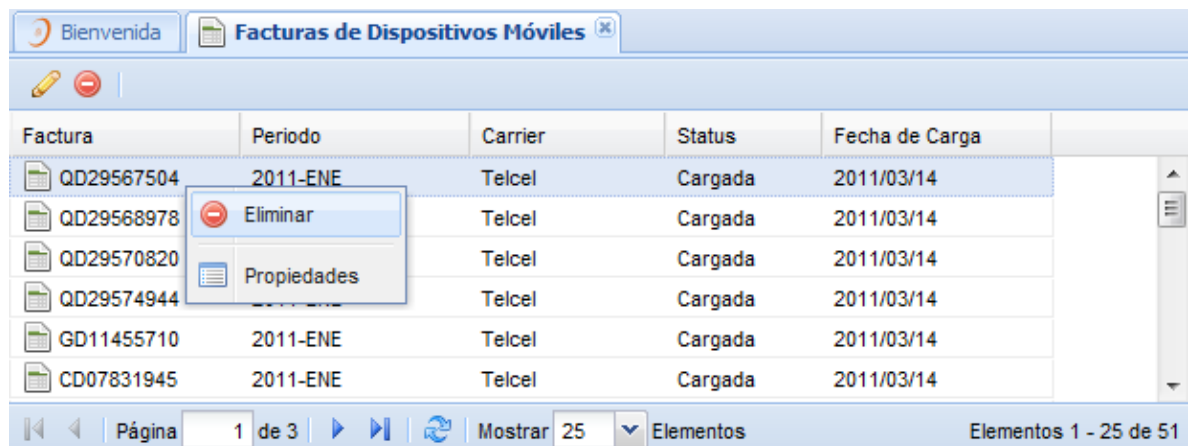 Bienvenida Facturas de Dispositivos Móviles
Factura Periodo Carrier Status Fecha de Carga
QD29567504 2011-ENE Telcel Cargada 2011/03/14
QD29568978 Eliminar Telcel Cargada 2011/03/14
QD29570820 Propiedades Telcel Cargada 2011/03/14
QD29574944 Telcel Cargada 2011/03/14
GD11455710 2011-ENE Telcel Cargada 2011/03/14
CD07831945 2011-ENE Telcel Cargada 2011/03/14
Página 1 de 3 Mostrar 25 Elementos Elementos 1 - 25 de 51